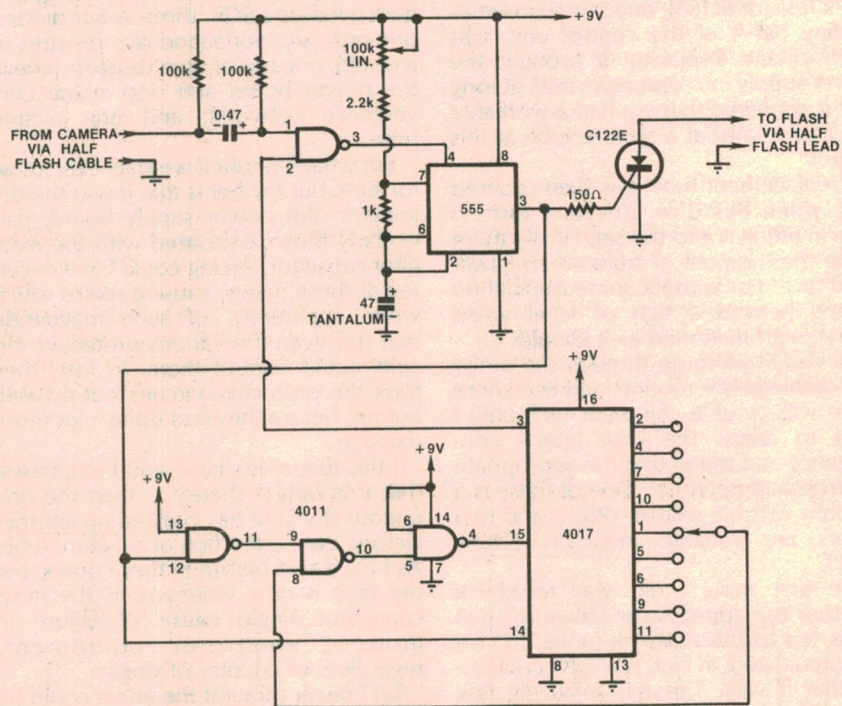 +9V
100k
100k
100k
LIN.
2.2k
0.47
- +
FROM CAMERA
VIA HALF
FLASH CABLE
1
2
3
4
8
7
555
3
6
2
1
1k
47
TANTALUM
+
150Ω
C122E
TO FLASH
VIA HALF
FLASH LEAD
+9V
16
3
4017
2
4
7
10
1
5
6
9
11
15
14
8
13
+9V
+9V
4011
13
12
11
9
8
10
6
5
14
7
4